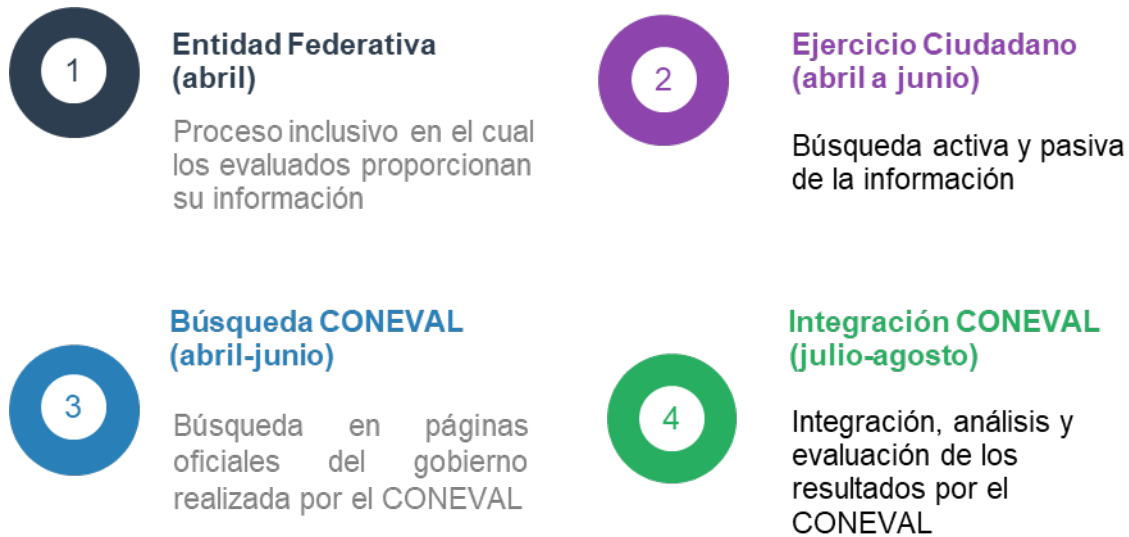 1
Entidad Federativa
(abril)
Proceso inclusivo en el cual
los evaluados proporcionan
su información
2
Ejercicio Ciudadano
(abril a junio)
Búsqueda activa y pasiva
de la información
3
Búsqueda CONEVAL
(abril-junio)
Búsqueda en páginas
oficiales del gobierno
realizada por el CONEVAL
4
Integración CONEVAL
(julio-agosto)
Integración, análisis y
evaluación de los
resultados por el
CONEVAL